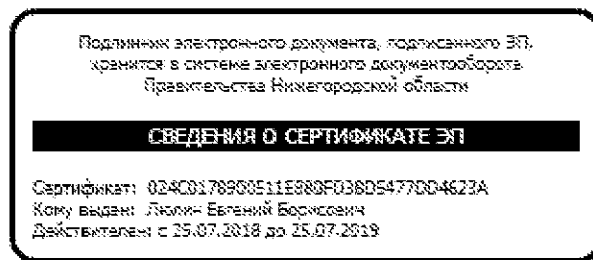 Подлинник электронного документа, подписанного ЭП,
хранится в системе электронного документооборота
Правительства Нижегородской области
СВЕДЕНИЯ О СЕРТИФИКАТЕ ЭП
Сертификат:
Кому выдан: Люлин Евгений Борисович
Действителен: с 25.07.2018 до 25.07.2019